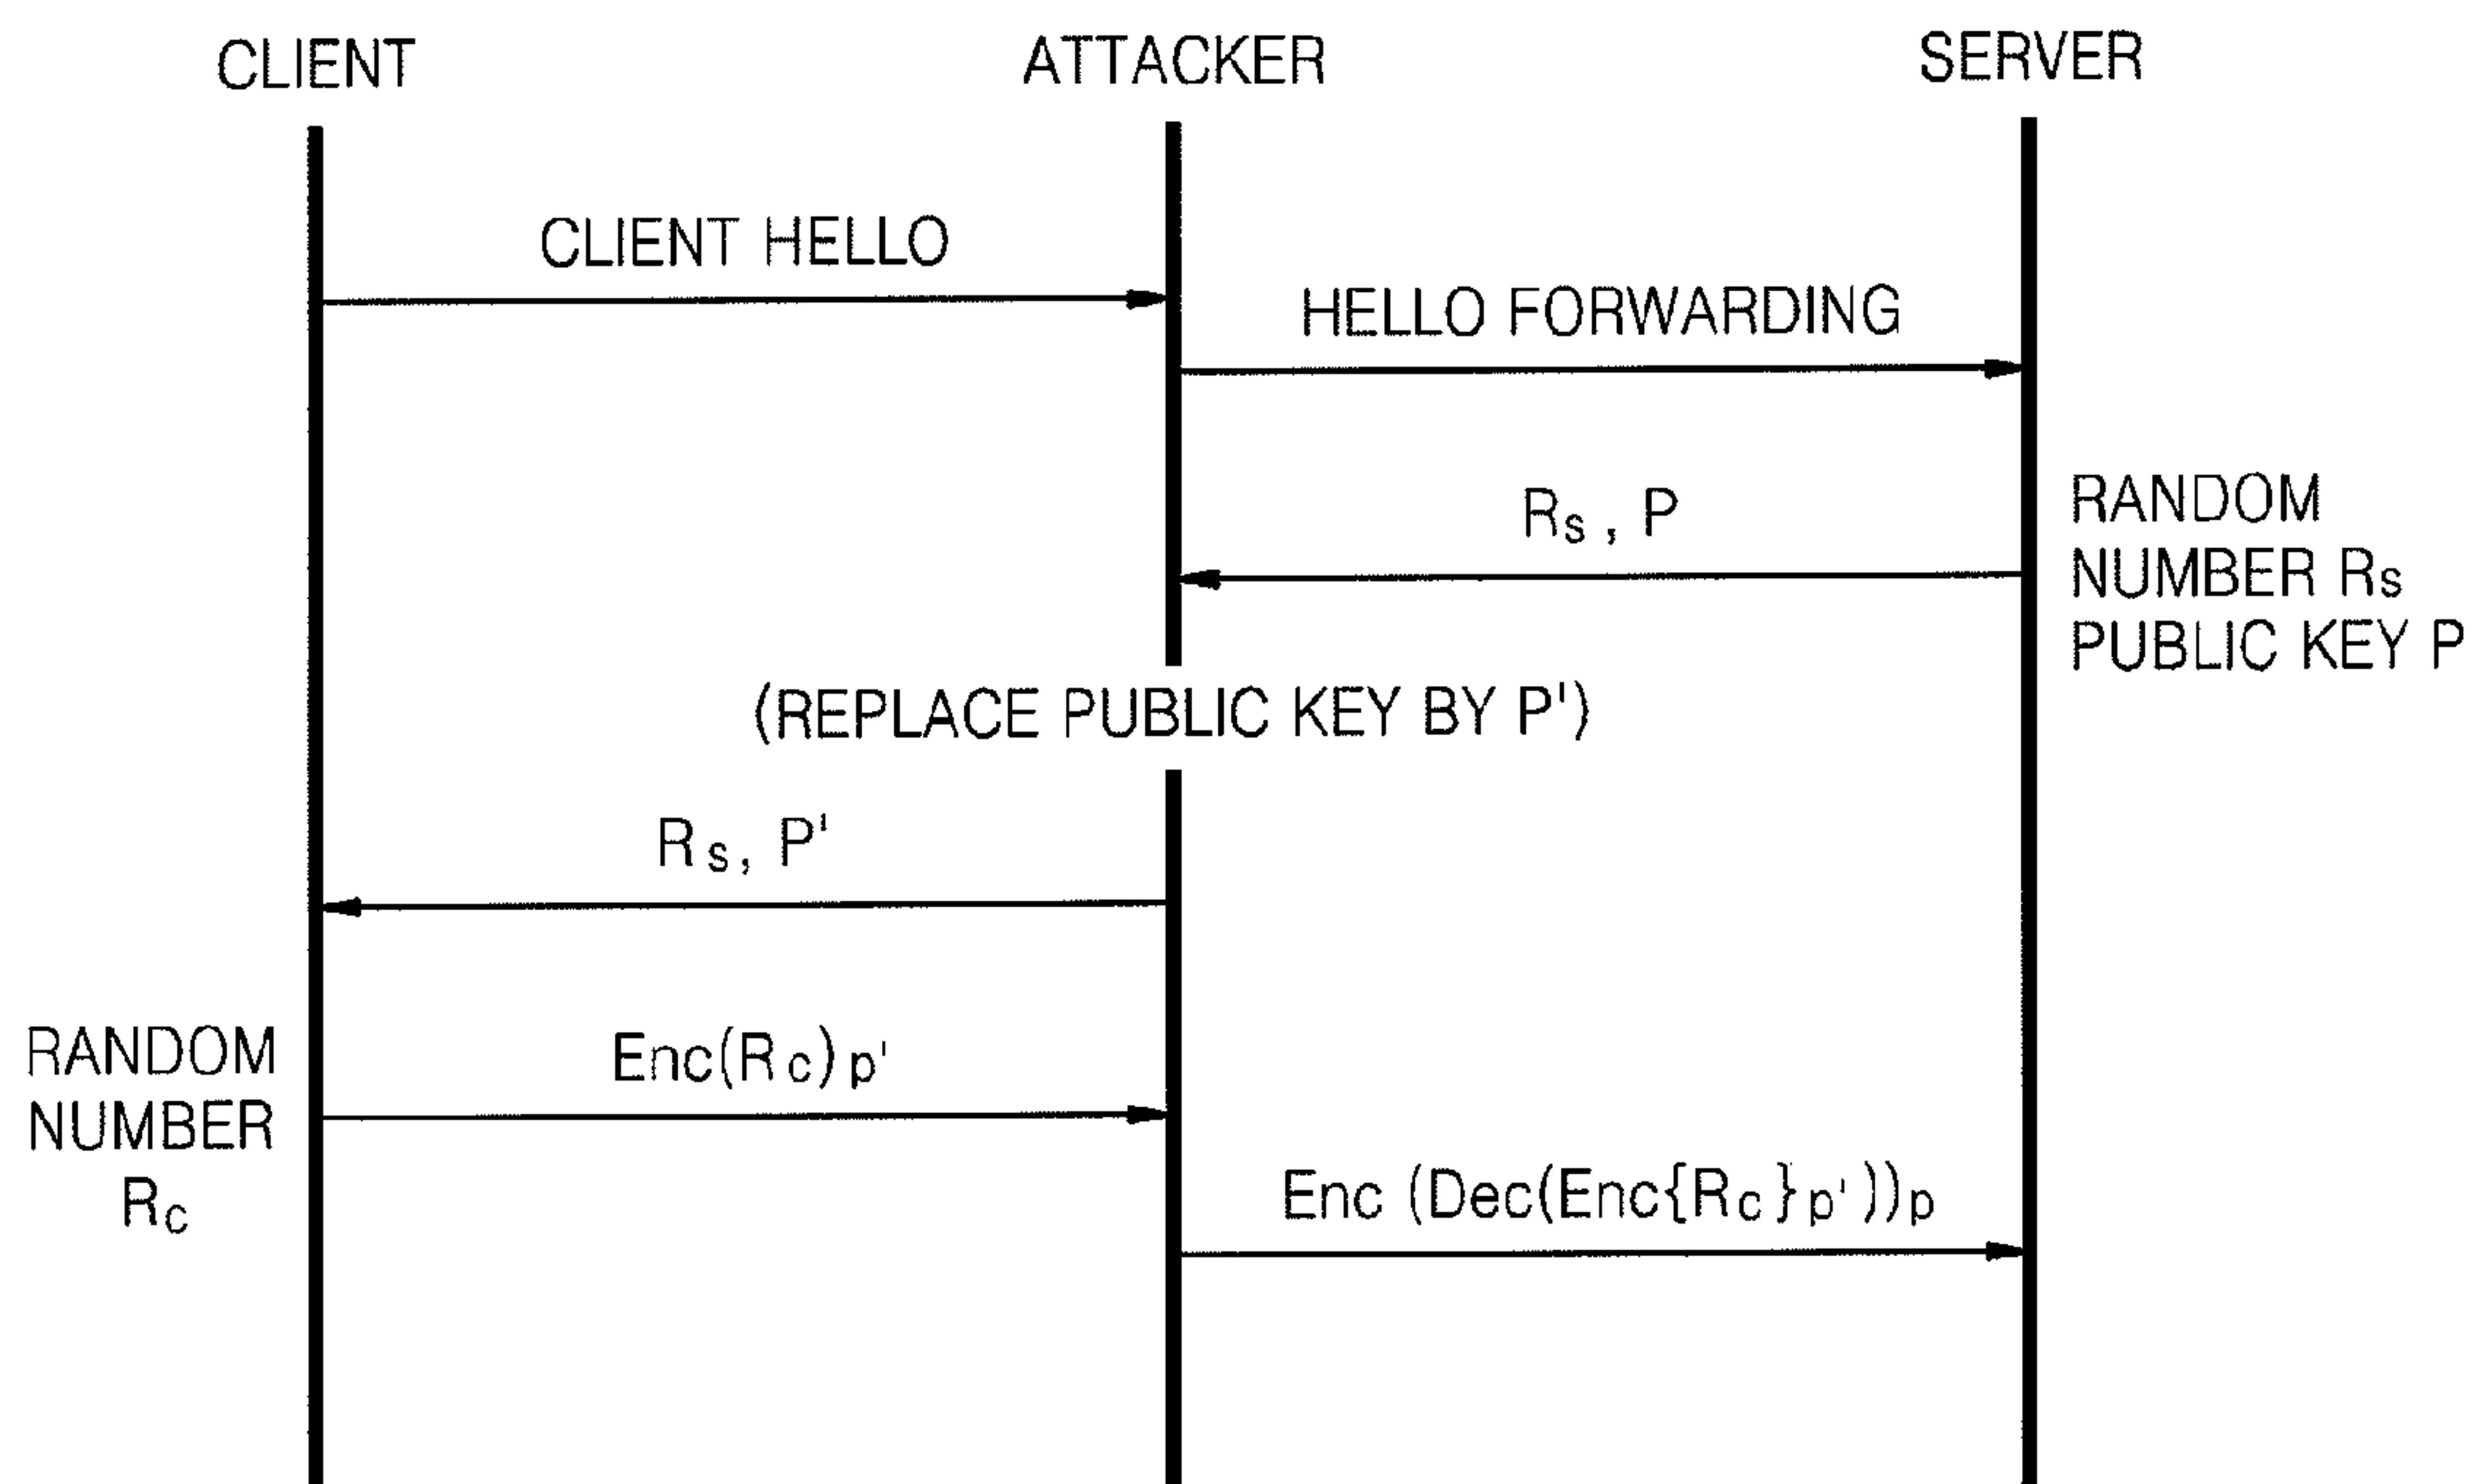 CLIENT ATTACKER SERVER
CLIENT HELLO
HELLO FORWARDING
Rs , P
RANDOM
NUMBER Rs
PUBLIC KEY P
(REPLACE PUBLIC KEY BY P')
Rs, P'
RANDOM
NUMBER
Rc
Enc(Rc)p'
Enc (Dec(Enc{Rc}p'))p